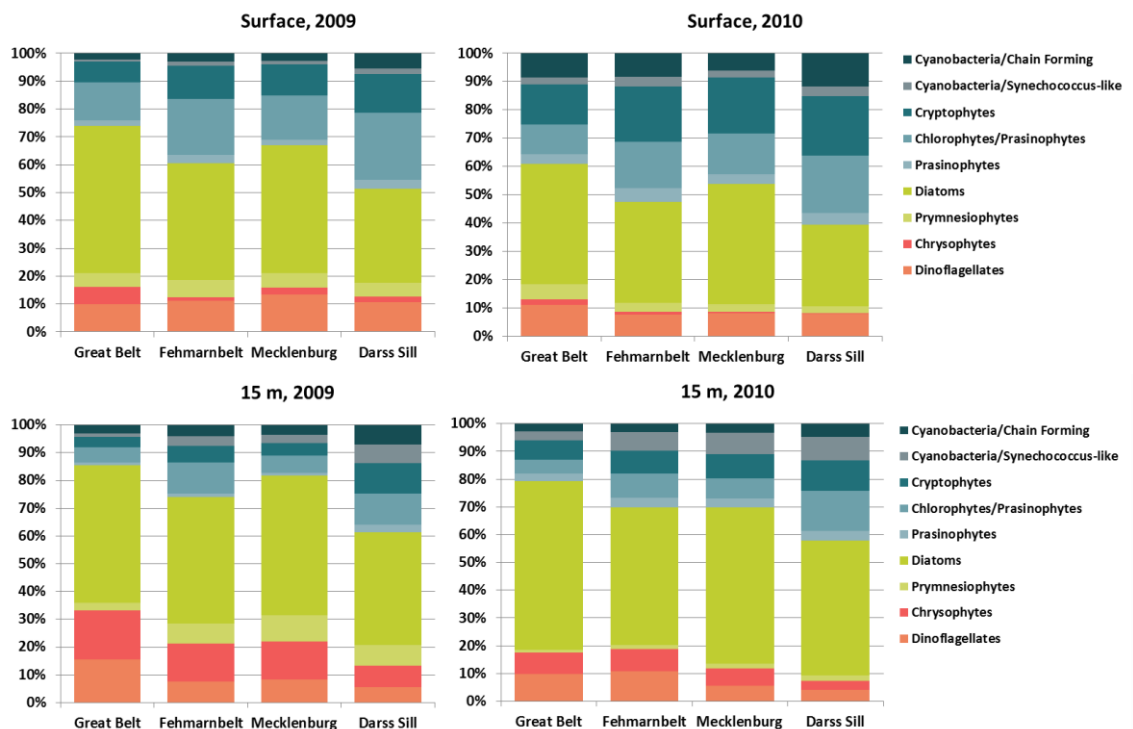 Surface, 2009
100%
90%
80%
70%
60%
50%
40%
30%
20%
10%
0%
Great Belt Fehmarnbelt Mecklenburg Darss Sill
Surface, 2010
100%
90%
80%
70%
60%
50%
40%
30%
20%
10%
0%
Great Belt Fehmarnbelt Mecklenburg Darss Sill
Cyanobacteria/Chain Forming
Cyanobacteria/Synechococcus-like
Cryptophytes
Chlorophytes/Prasinophytes
Prasinophytes
Diatoms
Prymnesiophytes
Chrysophytes
Dinoflagellates
15 m, 2009
100%
90%
80%
70%
60%
50%
40%
30%
20%
10%
0%
Great Belt Fehmarnbelt Mecklenburg Darss Sill
15 m, 2010
100%
90%
80%
70%
60%
50%
40%
30%
20%
10%
0%
Great Belt Fehmarnbelt Mecklenburg Darss Sill
Cyanobacteria/Chain Forming
Cyanobacteria/Synechococcus-like
Cryptophytes
Chlorophytes/Prasinophytes
Prasinophytes
Diatoms
Prymnesiophytes
Chrysophytes
Dinoflagellates